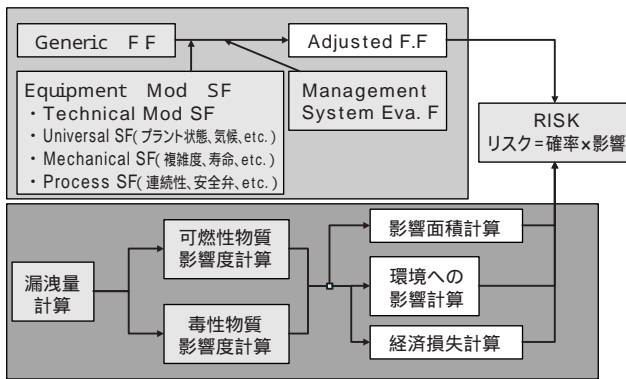 Generic F F
Adjusted F.F
Equipment Mod SF
・Technical Mod SF
・Universal SF(プラント状態、気候、etc.)
・Mechanical SF(複雑度、寿命、etc.)
・Process SF(連続性、安全弁、etc.)
Management
System Eva. F
RISK
リスク＝確率×影響
漏洩量
計算
可燃性物質
影響度計算
毒性物質
影響度計算
影響面積計算
環境への
影響計算
経済損失計算